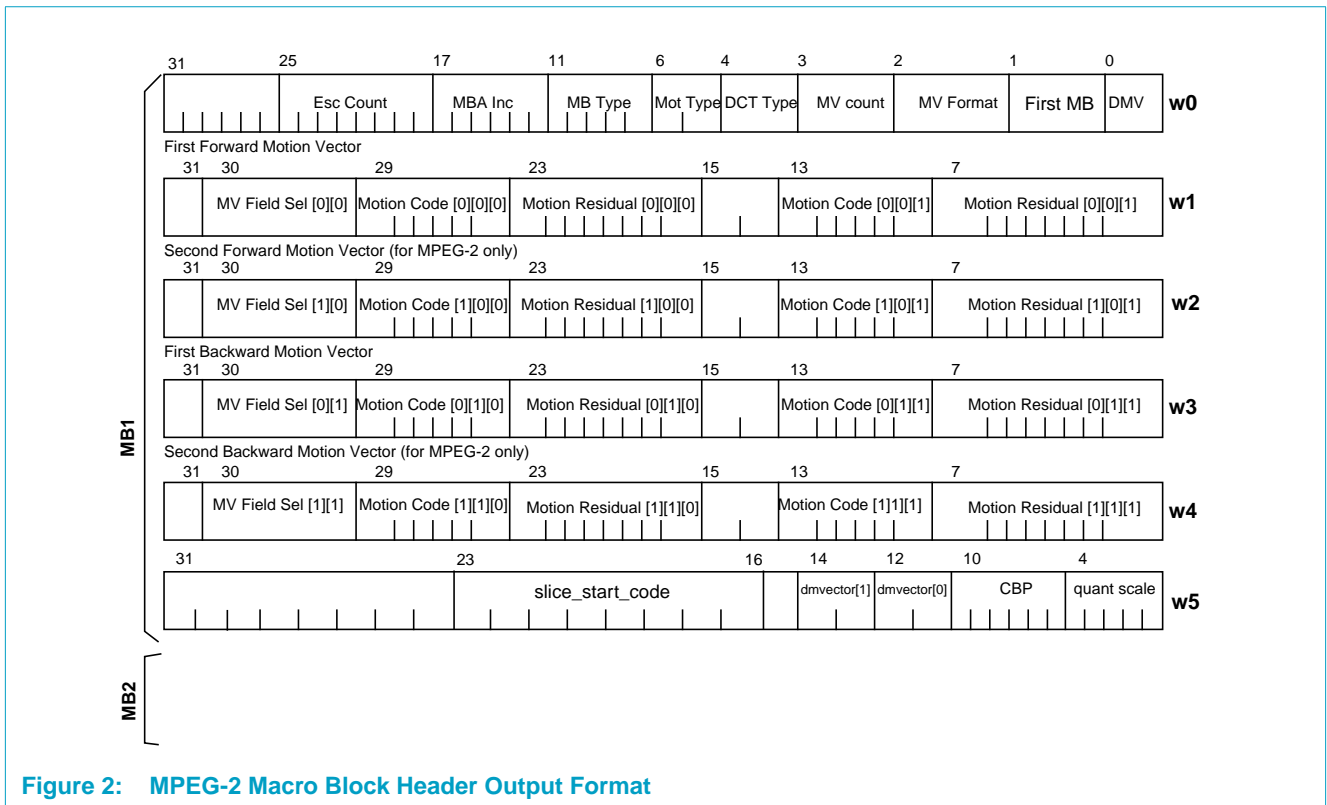 31 25 17 11 6 4 3 2 1 0
Esc Count MBA Inc MB Type Mot Type DCT Type MV count MV Format First MB DMV w0
First Forward Motion Vector
31 30 29 23 15 13 7
MV Field Sel [0][0] Motion Code [0][0][0] Motion Residual [0][0][0] Motion Code [0][0][1] Motion Residual [0][0][1] w1
Second Forward Motion Vector (for MPEG-2 only)
31 30 29 23 15 13 7
MV Field Sel [1][0] Motion Code [1][0][0] Motion Residual [1][0][0] Motion Code [1][0][1] Motion Residual [1][0][1] w2
First Backward Motion Vector
31 30 29 23 15 13 7
MV Field Sel [0][1] Motion Code [0][1][0] Motion Residual [0][1][0] Motion Code [0][1][1] Motion Residual [0][1][1] w3
Second Backward Motion Vector (for MPEG-2 only)
31 30 29 23 15 13 7
MV Field Sel [1][1] Motion Code [1][1][0] Motion Residual [1][1][0] Motion Code [1]1][1] Motion Residual [1][1][1] w4
31 23 16 14 12 10 4
slice_start_code dmvector[1] dmvector[0] CBP quant scale w5
MB1
MB2
Figure 2: MPEG-2 Macro Block Header Output Format